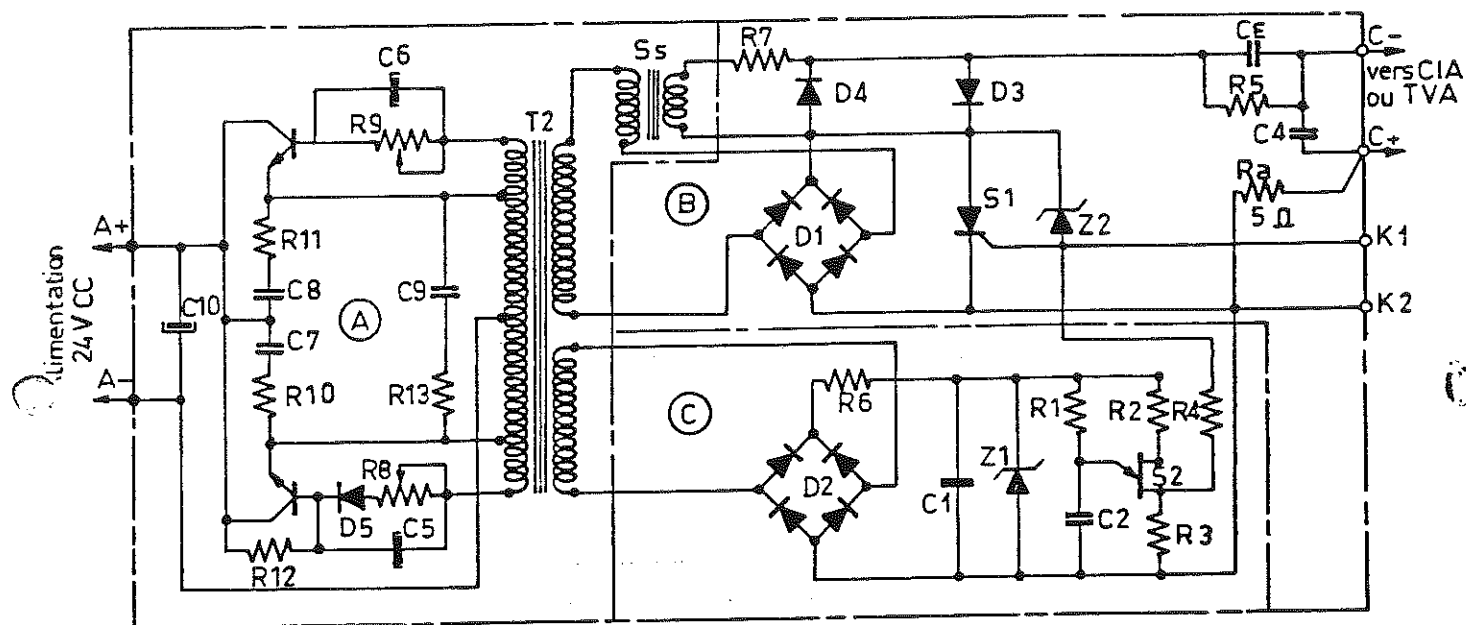 C6
Ss
R7
CE
C-
D4
D3
R5
vers CIA
ou TVA
R9
T2
C4
C+
Ra
5 Ω
A+
R11
B
D1
S1
Z2
K1
Alimentation
24V CC
C10
C8
A
C9
C7
K2
A-
R10
R13
C
R6
R1
R2
R4
R8
Z1
D2
S2
D5
C5
C1
C2
R3
R12